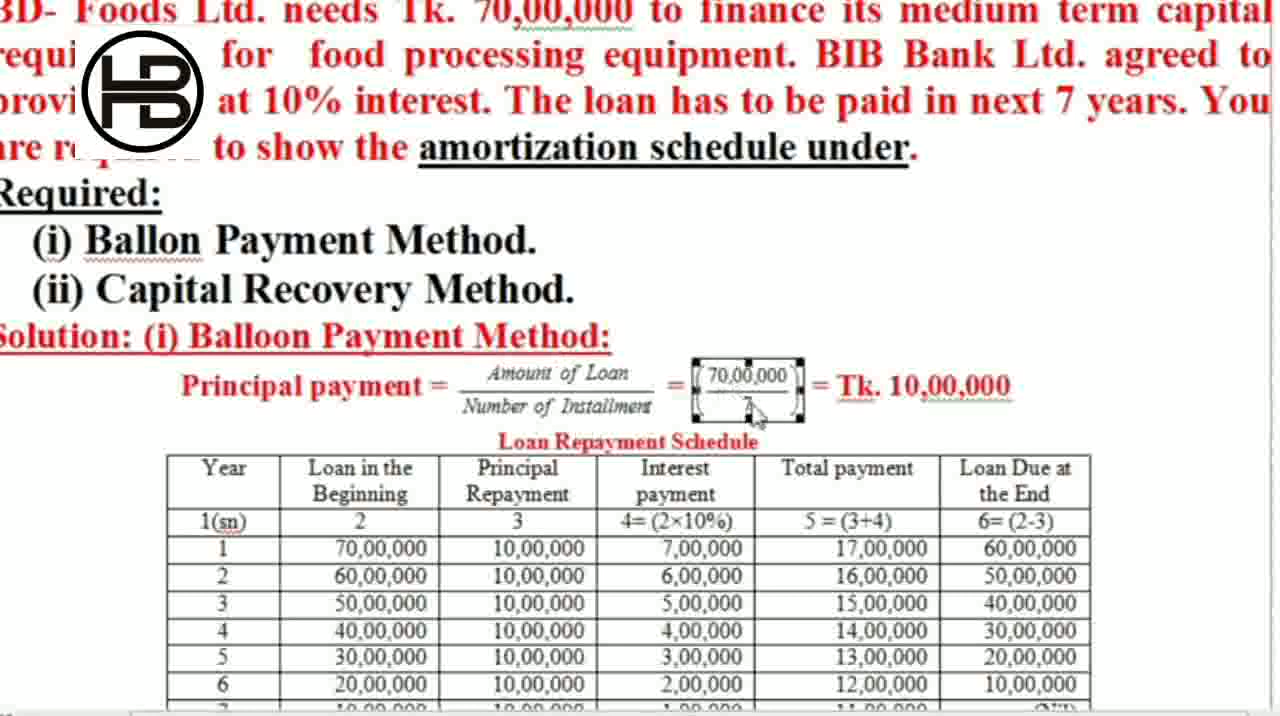 BD- Foods Ltd. needs Tk. 70,00,000 to finance its medium term capital
for food processing equipment. BIB Bank Ltd. agreed to
at 10% interest. The loan has to be paid in next 7 years. You
to show the amortization schedule under.
Required:
(i) Ballon Payment Method.
(ii) Capital Recovery Method.
Solution: (i) Balloon Payment Method:
Principal payment = Amount of Loan / Number of Installment = ( 70,00,000 / 7 ) = Tk. 10,00,000
Loan Repayment Schedule
Year Loan in the Beginning Principal Repayment Interest payment Total payment Loan Due at the End
1(sn) 2 3 4= (2×10%) 5 = (3+4) 6= (2-3)
1 70,00,000 10,00,000 7,00,000 17,00,000 60,00,000
2 60,00,000 10,00,000 6,00,000 16,00,000 50,00,000
3 50,00,000 10,00,000 5,00,000 15,00,000 40,00,000
4 40,00,000 10,00,000 4,00,000 14,00,000 30,00,000
5 30,00,000 10,00,000 3,00,000 13,00,000 20,00,000
6 20,00,000 10,00,000 2,00,000 12,00,000 10,00,000